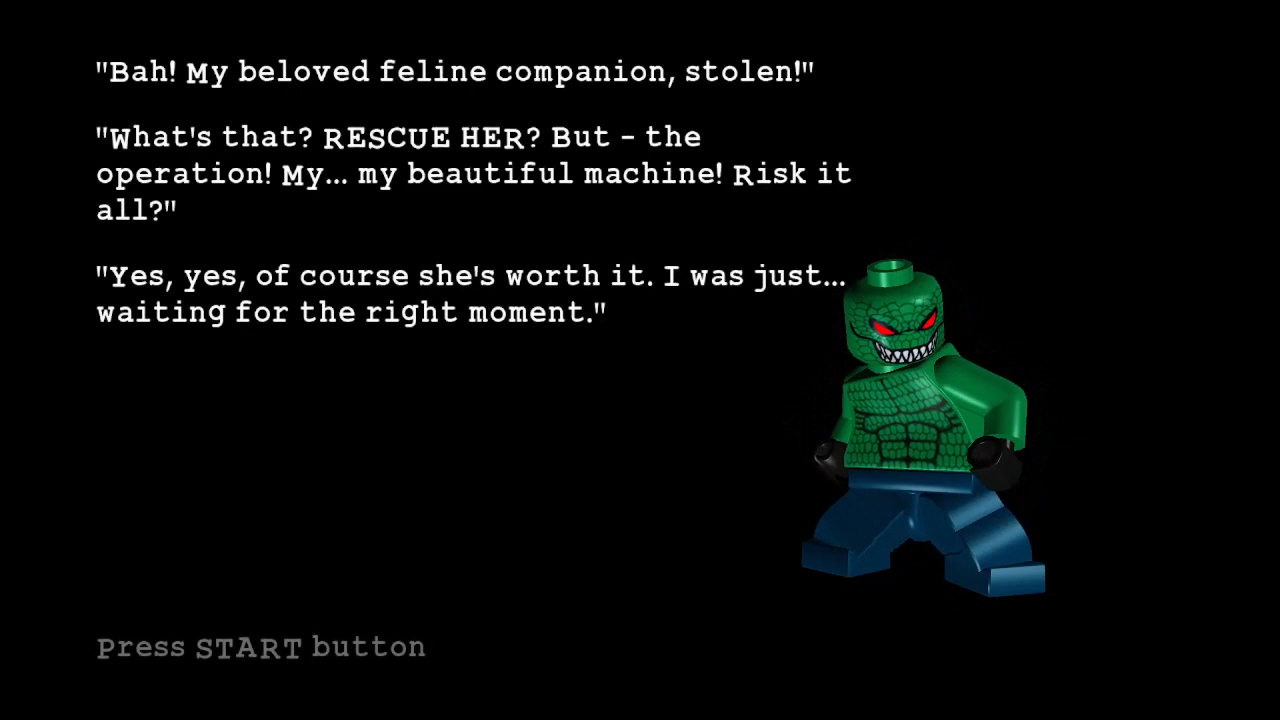 "Bah! My beloved feline companion, stolen!"
"What's that? RESCUE HER? But - the
operation! My... my beautiful machine! Risk it
all?"
"Yes, yes, of course she's worth it. I was just...
waiting for the right moment."
Press START button